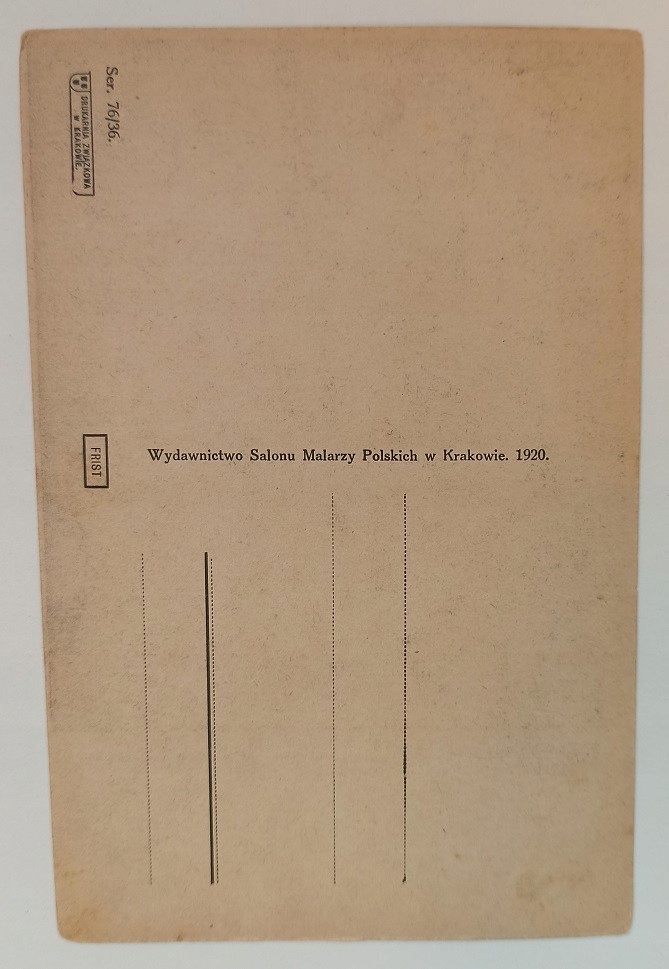 Ser. 76/36.
DRUKARNIA ZWIĄZKOWA
W KRAKOWIE.
FRIST
Wydawnictwo Salonu Malarzy Polskich w Krakowie. 1920.